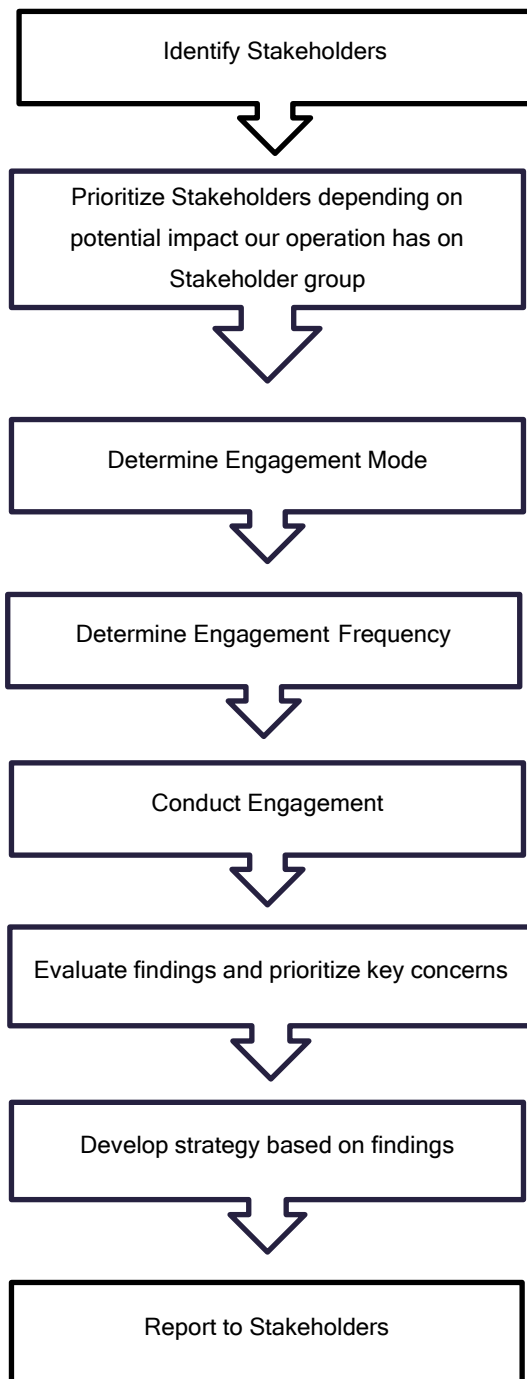 Identify Stakeholders
Prioritize Stakeholders depending on
potential impact our operation has on
Stakeholder group
Determine Engagement Mode
Determine Engagement Frequency
Conduct Engagement
Evaluate findings and prioritize key concerns
Develop strategy based on findings
Report to Stakeholders